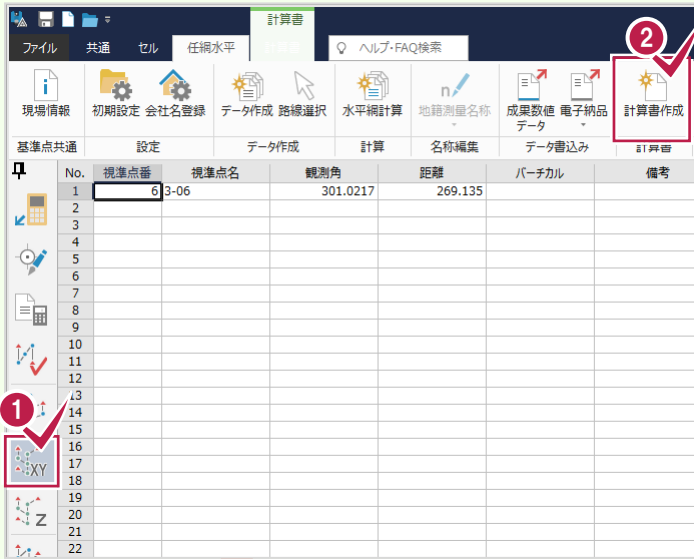 計算書
ファイル 共通 セル 任網水平 ヘルプ・FAQ検索
2
現場情報 初期設定 会社名登録 データ作成 路線選択 水平網計算 地籍測量名称 成果数値データ 電子納品 計算書作成
基準点共通 設定 データ作成 計算 名称編集 データ書込み 計算書
No. 視準点番 視準点名 観測角 距離 バーチカル 備考
1 6 3-06 301.0217 269.135
2
3
4
5
6
7
8
9
10
11
12
13
1
14
15
16
XY
17
18
19
Z
20
21
22